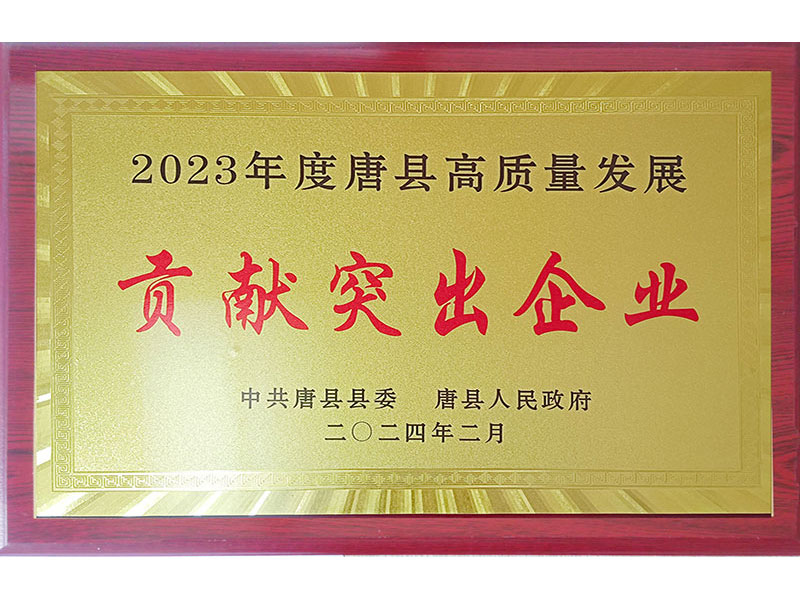 2023年度唐县高质量发展
贡献突出企业
中共唐县县委 唐县人民政府
二〇二四年二月